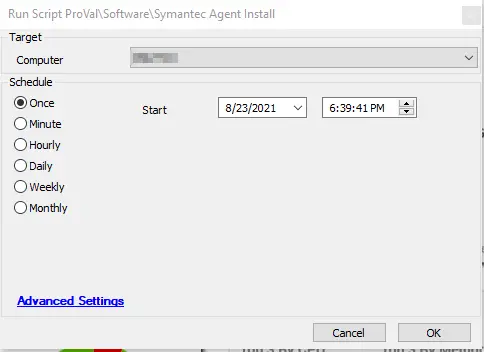 Run Script ProVal\Software\Symantec Agent Install
Target
Computer
Schedule
Once
Start
8/23/2021
6:39:41 PM
Minute
Hourly
Daily
Weekly
Monthly
Advanced Settings
Cancel
OK